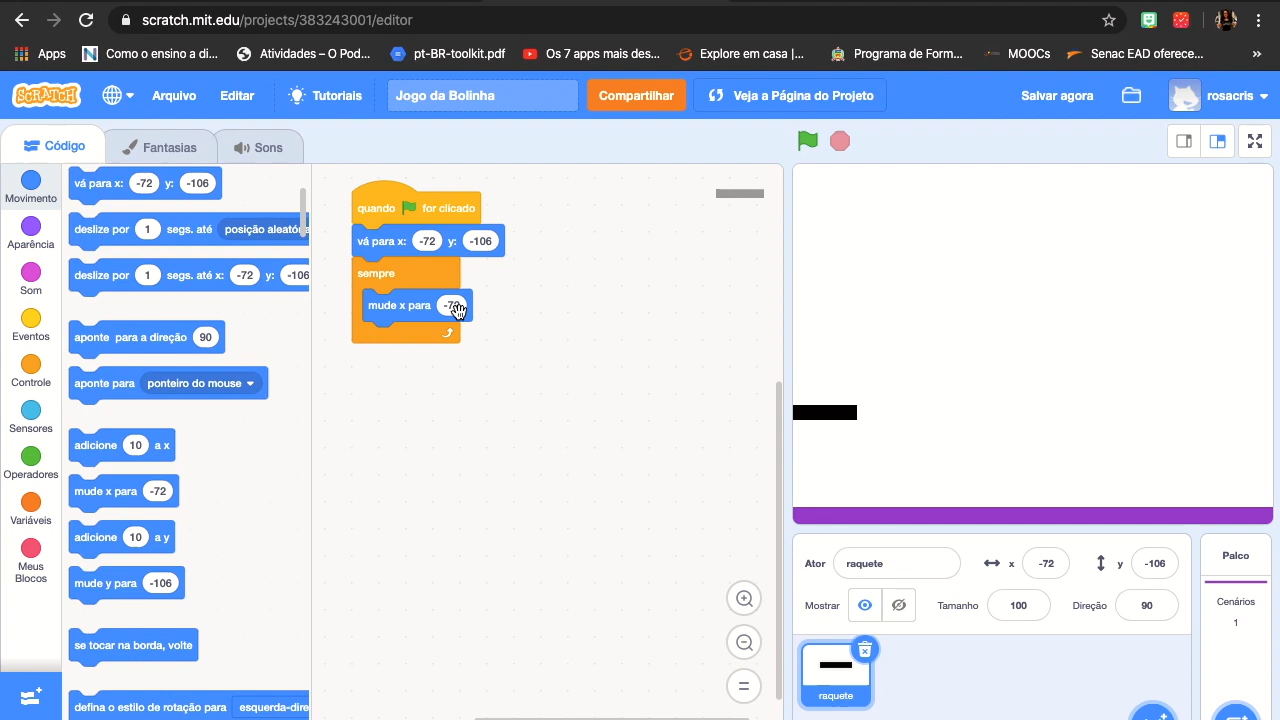 scratch.mit.edu/projects/383243001/editor
Apps
Como o ensino a di...
Atividades – O Pod...
pt-BR-toolkit.pdf
Os 7 apps mais des...
Explore em casa |...
Programa de Form...
MOOCs
Senac EAD oferece...
»
SCRATCH
Arquivo
Editar
Tutoriais
Jogo da Bolinha
Compartilhar
Veja a Página do Projeto
Salvar agora
rosacris
Código
Fantasias
Sons
Movimento
Aparência
Som
Eventos
Controle
Sensores
Operadores
Variáveis
Meus
Blocos
vá para x: -72 y: -106
deslize por 1 segs. até posição aleató
deslize por 1 segs. até x: -72 y: -106
aponte para a direção 90
aponte para ponteiro do mouse
adicione 10 a x
mude x para -72
adicione 10 a y
mude y para -106
se tocar na borda, volte
defina o estilo de rotação para esquerda-dire
quando for clicado
vá para x: -72 y: -106
sempre
mude x para
Ator raquete x -72 y -106
Mostrar Tamanho 100 Direção 90
raquete
Palco
Cenários
1